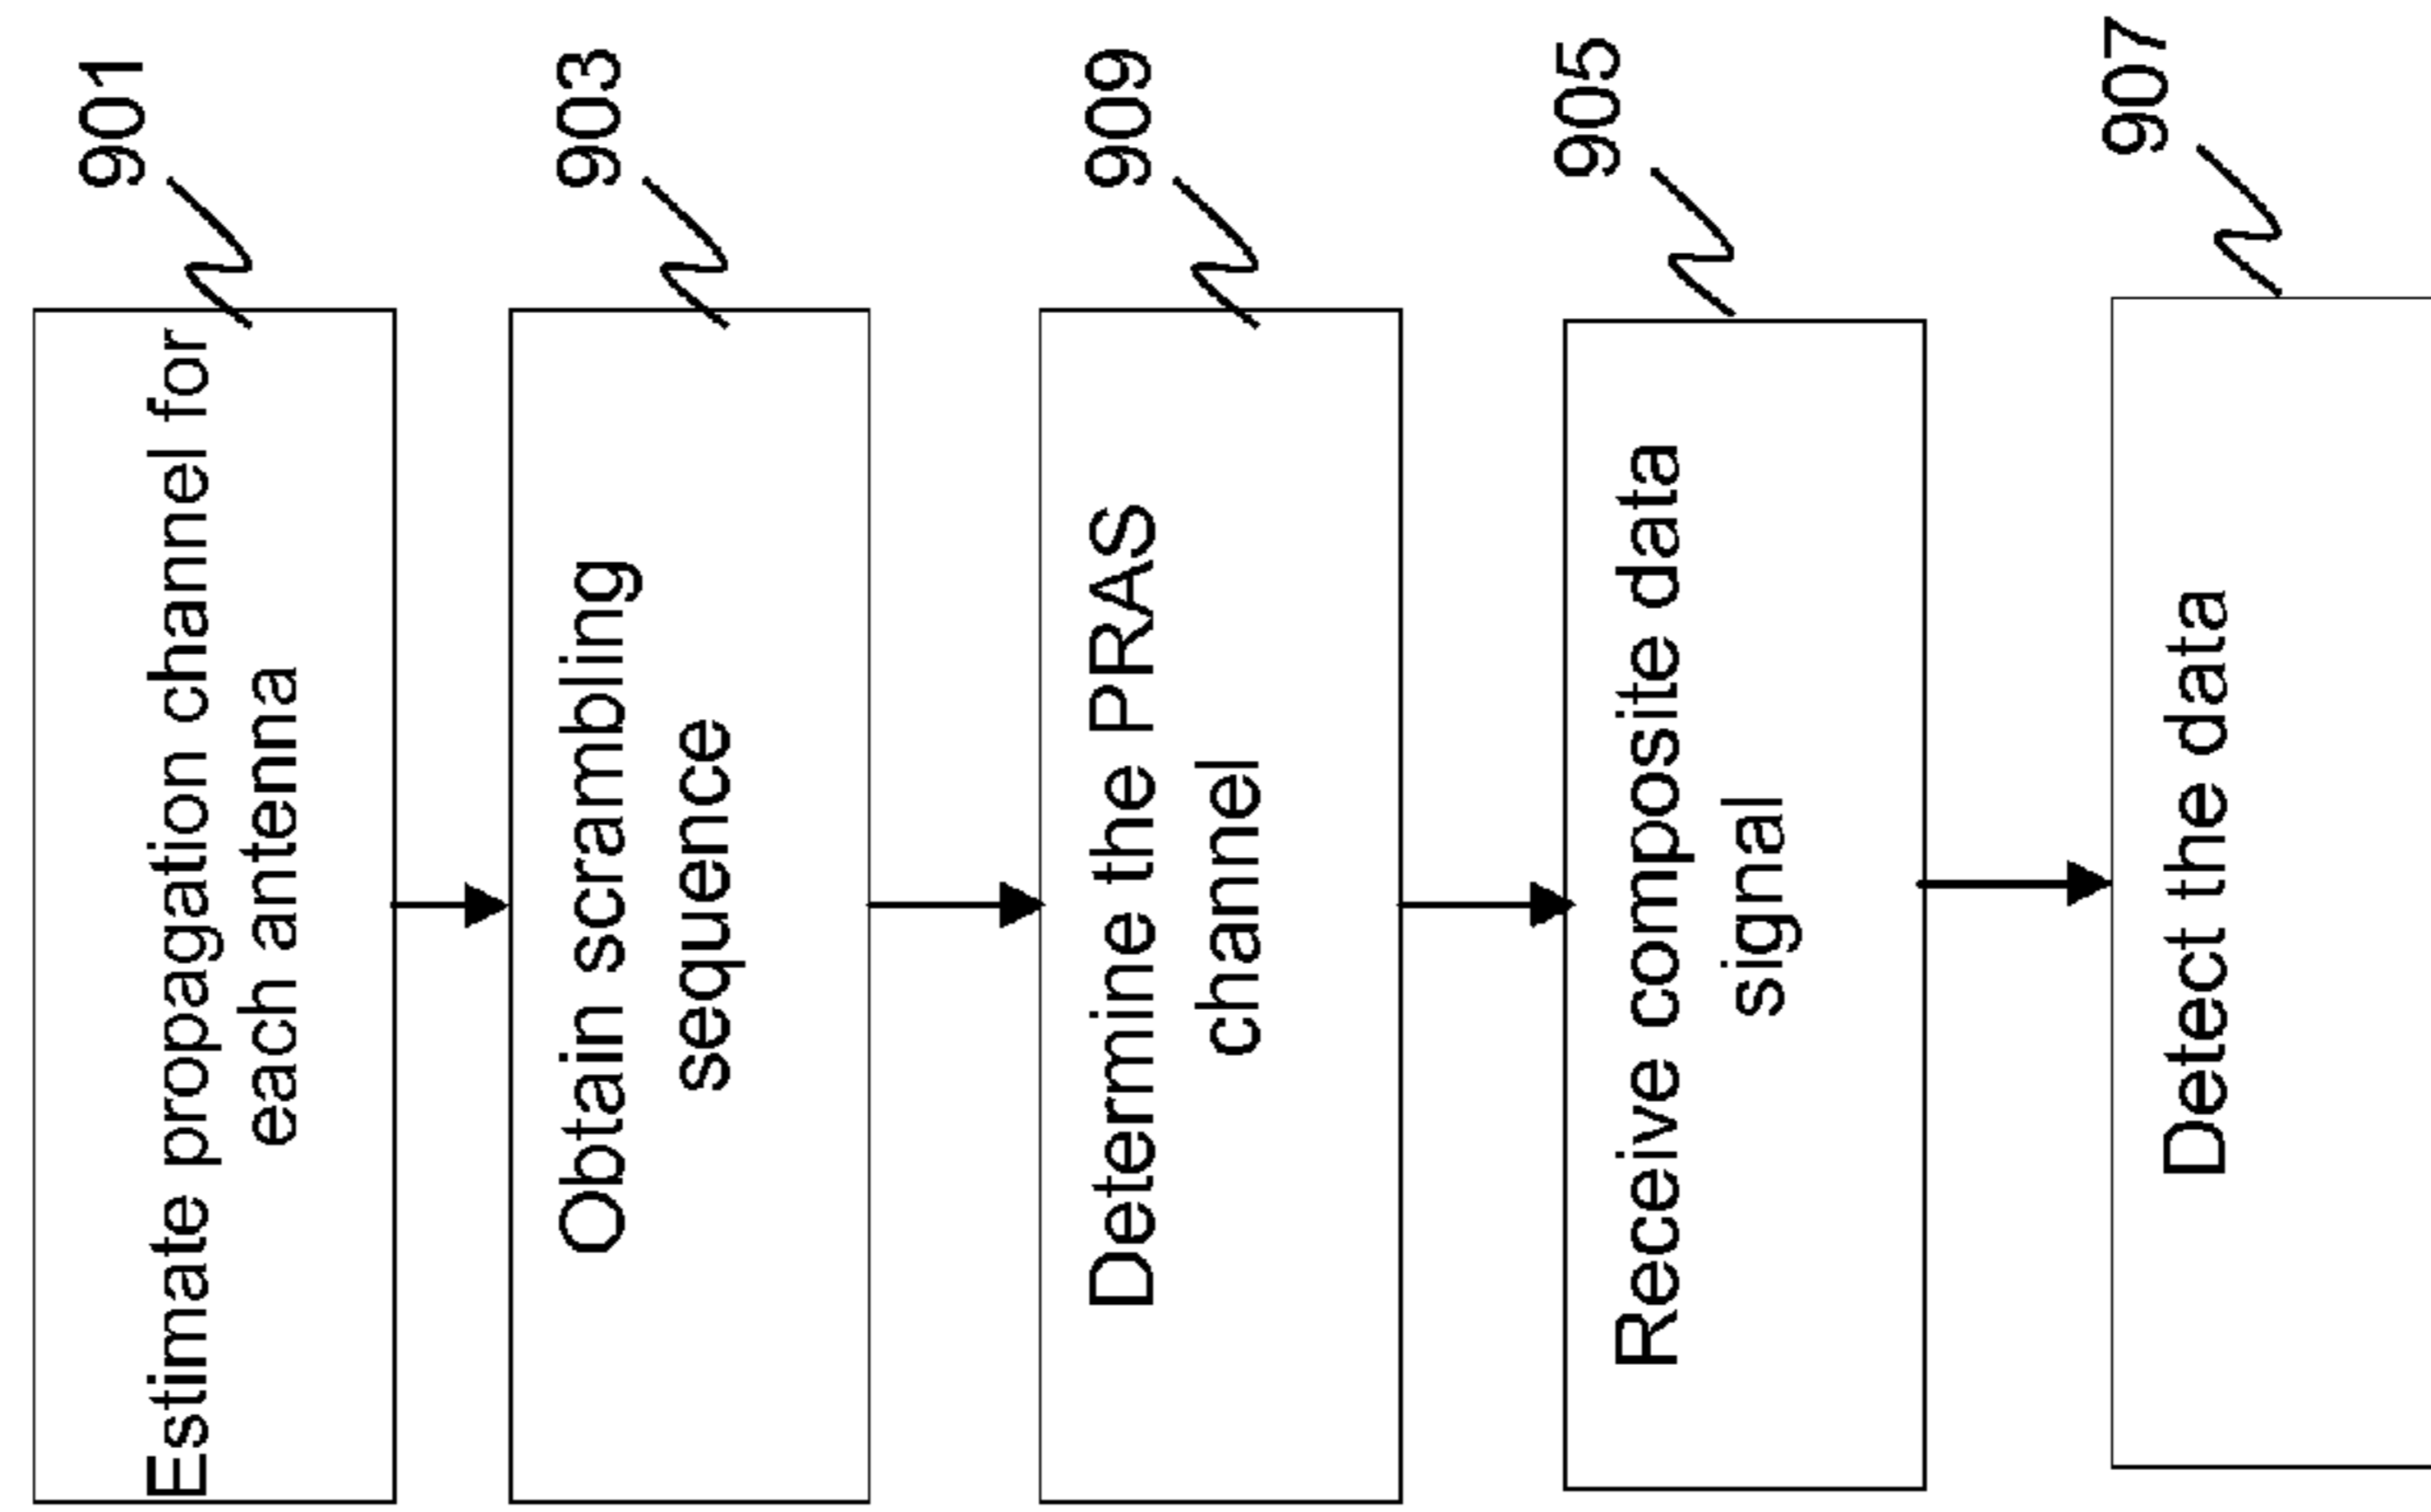 901
Estimate propagation channel for
each antenna
903
Obtain scrambling
sequence
909
Determine the PRAS
channel
905
Receive composite data
signal
907
Detect the data